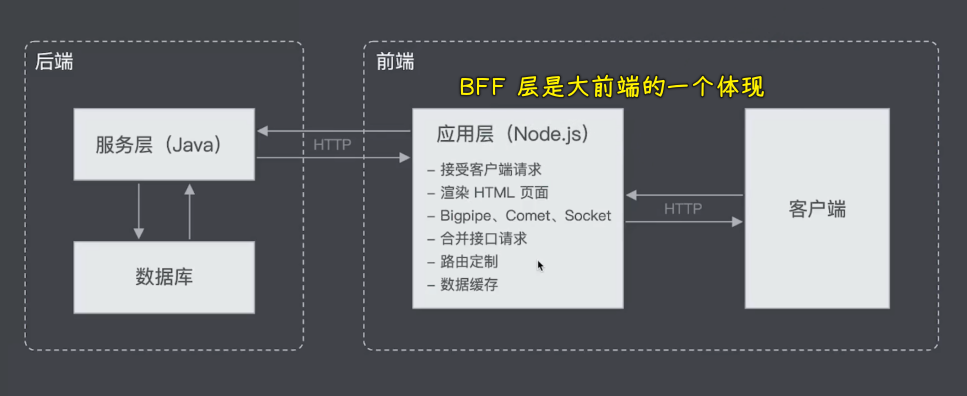 后端
前端
BFF 层是大前端的一个体现
服务层（Java）
HTTP
数据库
应用层（Node.js）
– 接受客户端请求
– 渲染 HTML 页面
– Bigpipe、Comet、Socket
– 合并接口请求
– 路由定制
– 数据缓存
HTTP
客户端